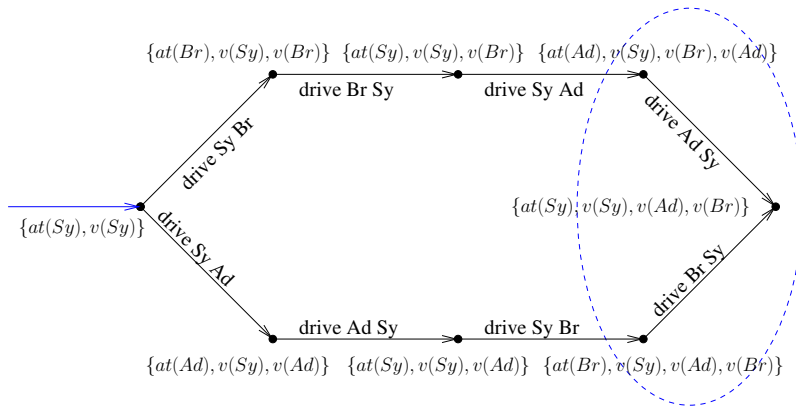 {at(Br), v(Sy), v(Br)} {at(Sy), v(Sy), v(Br)} {at(Ad), v(Sy), v(Br), v(Ad)}
drive Br Sy drive Sy Ad
drive Sy Br
drive Ad Sy
{at(Sy), v(Sy)}
{at(Sy), v(Sy), v(Ad), v(Br)}
drive Sy Ad
drive Br Sy
drive Ad Sy drive Sy Br
{at(Ad), v(Sy), v(Ad)} {at(Sy), v(Sy), v(Ad)} {at(Br), v(Sy), v(Ad), v(Br)}